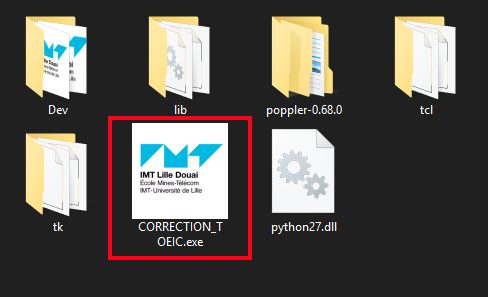 Dev
lib
poppler-0.68.0
tcl
tk
IMT Lille Douai
École Mines-Télécom
IMT-Université de Lille
CORRECTION_T
OEIC.exe
python27.dll